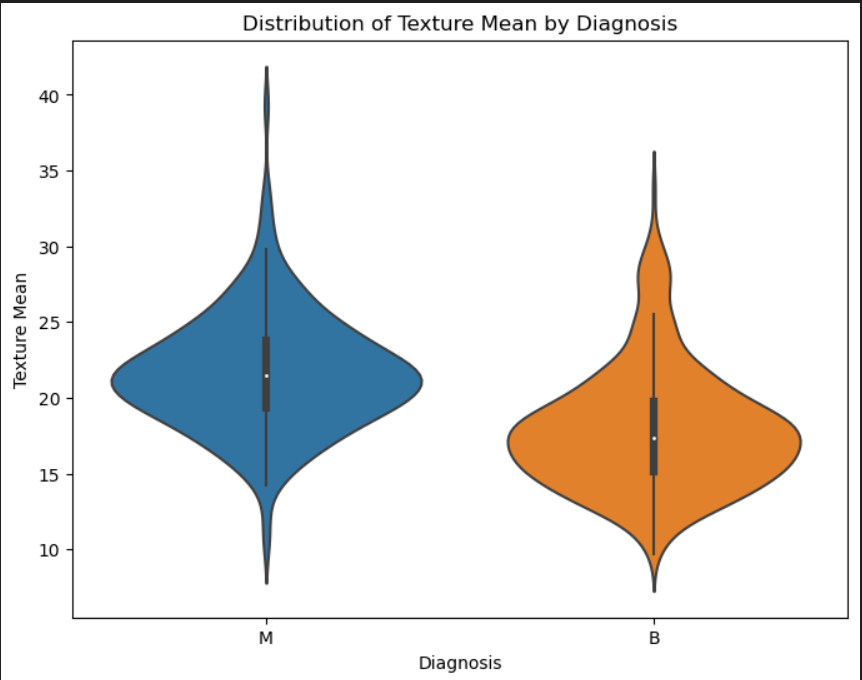 Distribution of Texture Mean by Diagnosis
40
35
30
25
20
15
10
Texture Mean
M
B
Diagnosis